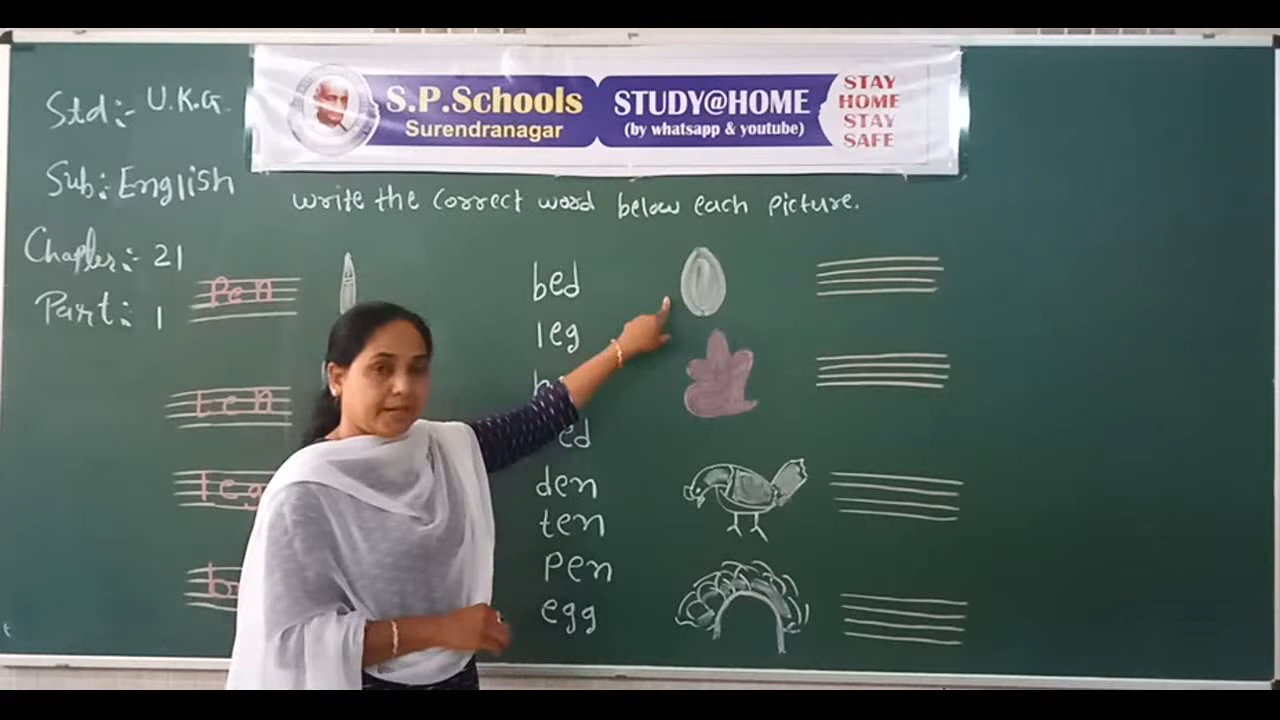 S.P.Schools
Surendranagar
STUDY@HOME
(by whatsapp & youtube)
STAY
HOME
STAY
SAFE
Std:- U.K.G.
Sub: English
Chapter:- 21
Part:- 1
Write the correct word below each picture.
Pen
ten
leg
b
bed
leg
h
ed
den
ten
Pen
egg